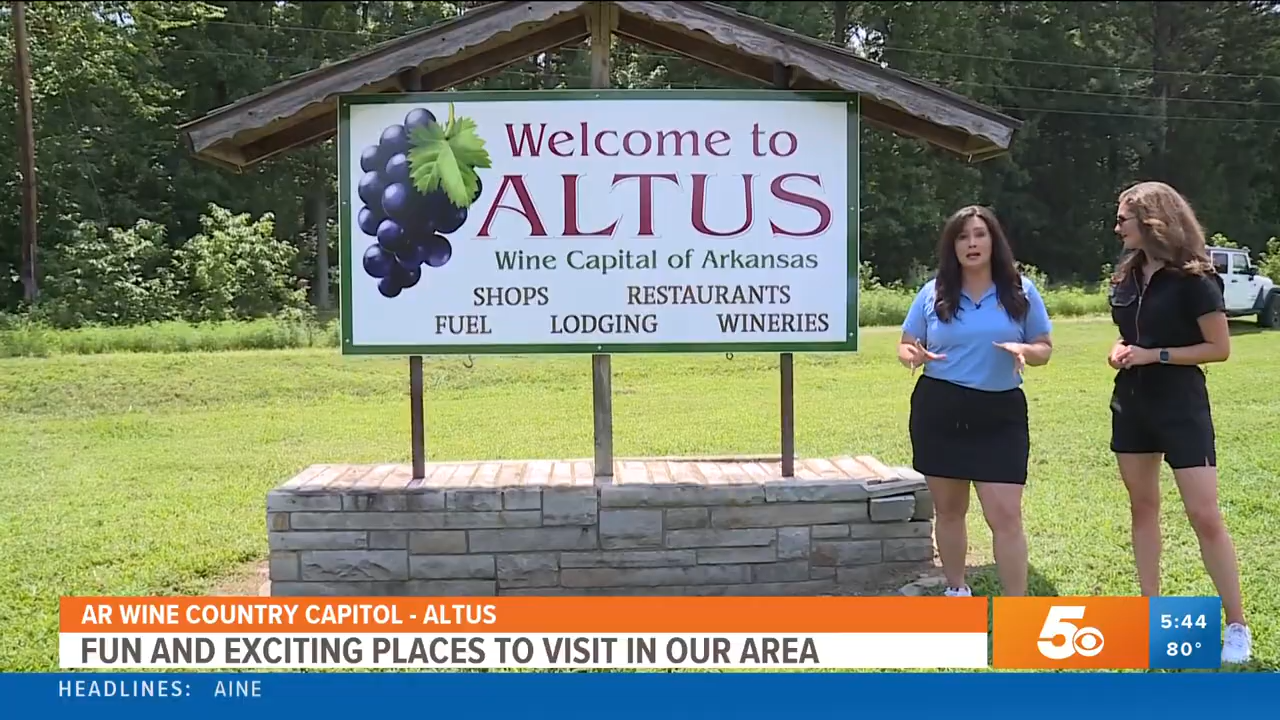 Welcome to
ALTUS
Wine Capital of Arkansas
SHOPS RESTAURANTS
FUEL LODGING WINERIES
AR WINE COUNTRY CAPITOL - ALTUS
FUN AND EXCITING PLACES TO VISIT IN OUR AREA
5
5:44
80°
HEADLINES: AINE